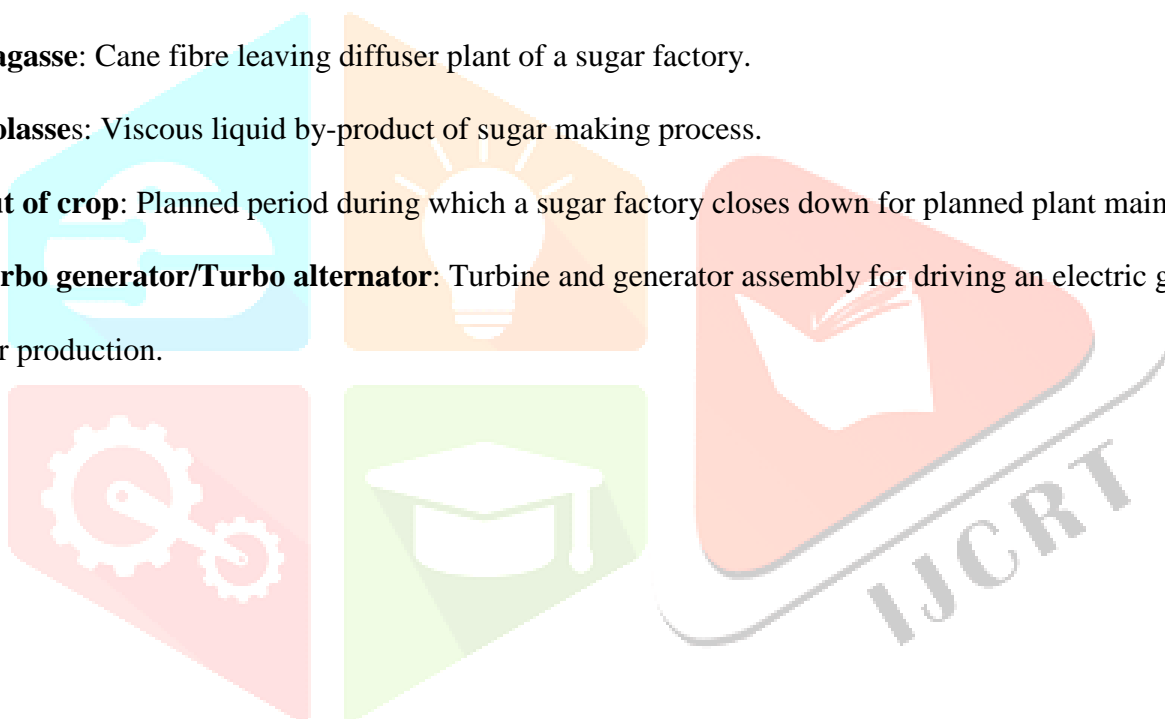 agasse: Cane fibre leaving diffuser plant of a sugar factory.
olasses: Viscous liquid by-product of sugar making process.
ut of crop: Planned period during which a sugar factory closes down for planned plant main
rbo generator/Turbo alternator: Turbine and generator assembly for driving an electric g
r production.
IJCRT